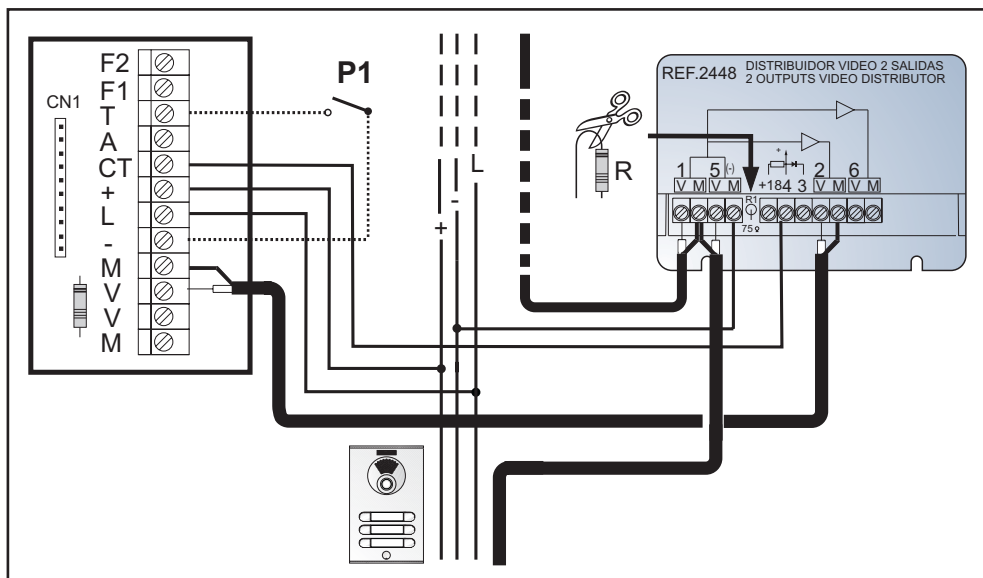 F2
F1
CN1
T
A
CT
+
L
-
M
V
V
M
P1
L
-
+
R
REF.2448
DISTRIBUIDOR VIDEO 2 SALIDAS
2 OUTPUTS VIDEO DISTRIBUTOR
+
1 5 (-) 2 6
V M V M +18 4 3 V M V M
R1
75Ω